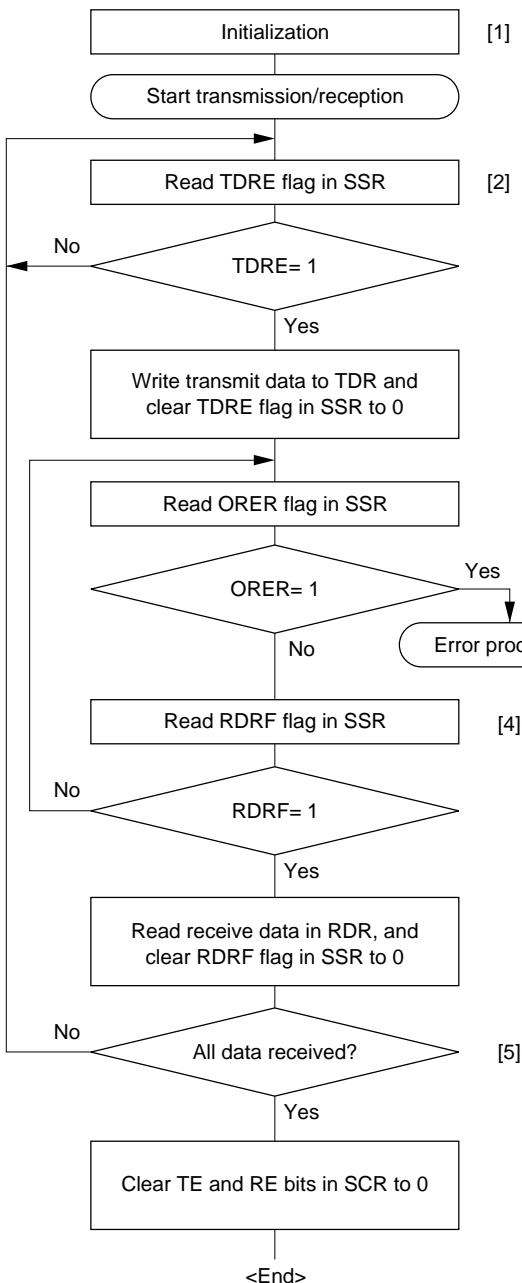 Initialization
[1]
Start transmission/reception
Read TDRE flag in SSR
[2]
No
TDRE= 1
Yes
Write transmit data to TDR and
clear TDRE flag in SSR to 0
Read ORER flag in SSR
ORER= 1
Yes
No
Error
Read RDRF flag in SSR
[4]
No
RDRF= 1
Yes
Read receive data in RDR, and
clear RDRF flag in SSR to 0
No
All data received?
[5]
Yes
Clear TE and RE bits in SCR to 0
<End>